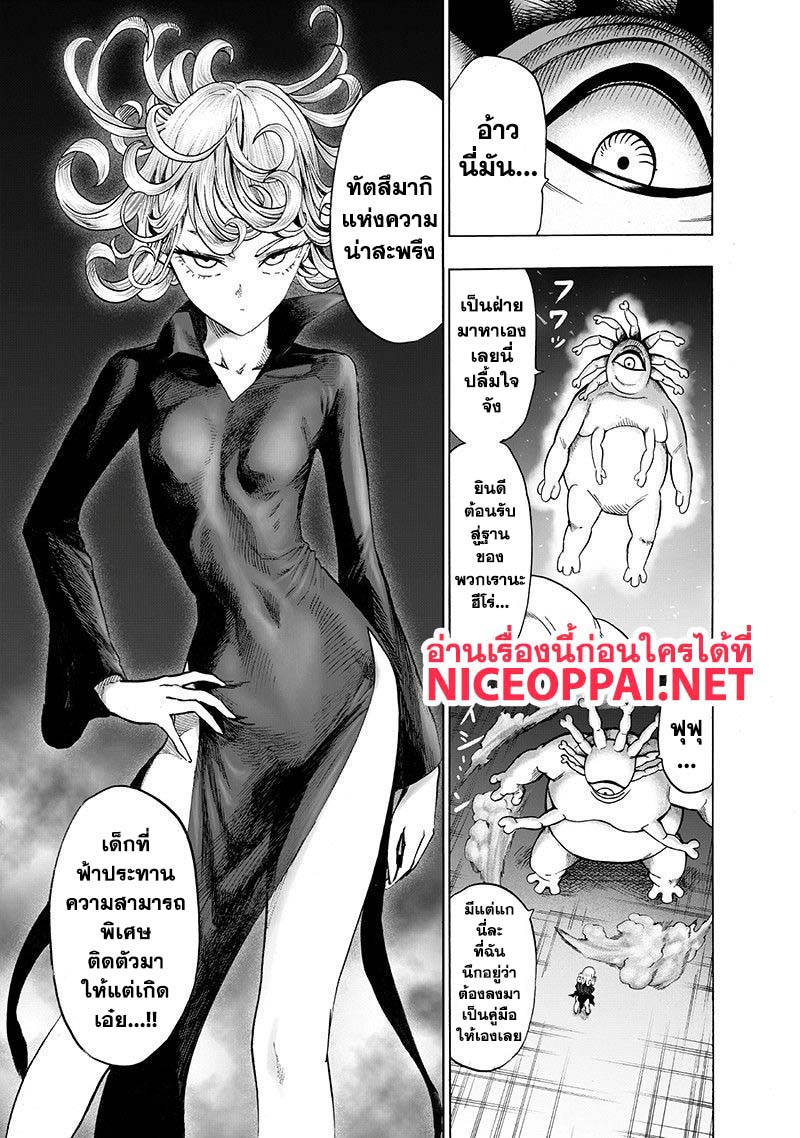 อ้าว
นี่มัน...
เป็นฝ่าย
มาหาเอง
เลยนี่
ปลื้มใจ
จัง
フワッ
ยินดี
ต้อนรับ
สู่ฐาน
ของ
พวกเรานะ
ฮีโร่...
อ่านเรื่องนี้ก่อนใครได้ที่
NICEOPPAI.NET
ฟุฟุ
...
มีแต่แก
นี่ละ
ที่ฉัน
นึกอยู่ว่า
ต้องลงมา
เป็นคู่มือ
ให้เองเลย
ทัตสึมากิ
แห่งความ
น่าสะพรึง
เด็กที่
ฟ้าประทาน
ความสามารถ
พิเศษ
ติดตัวมา
ให้แต่เกิด
เอ๋ย...!!